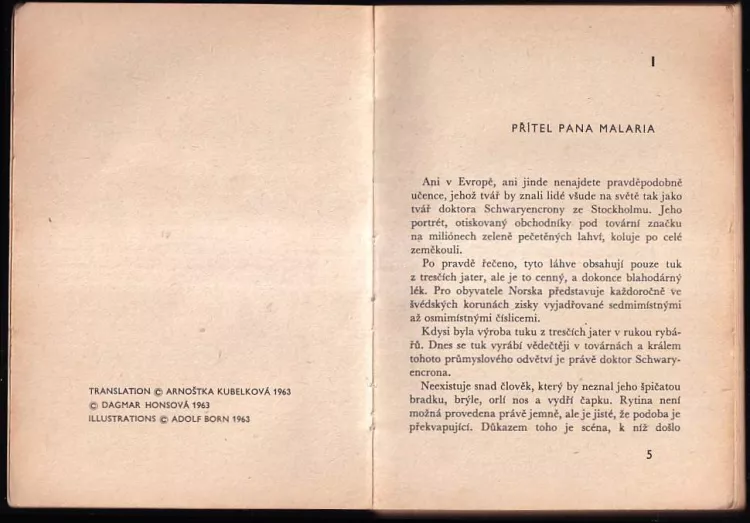 TRANSLATION © ARNOŠTKA KUBELKOVÁ 1963
© DAGMAR HONSOVÁ 1963
ILLUSTRATIONS © ADOLF BORN 1963
I
PŘÍTEL PANA MALARIA
Ani v Evropě, ani jinde nenajdete pravděpodobně
učence, jehož tvář by znali lidé všude na světě tak jako
tvář doktora Schwaryencrony ze Stockholmu. Jeho
portrét, otiskovaný obchodníky pod tovární značku
na miliónech zeleně pečetěných lahví, koluje po celé
zeměkouli.
Po pravdě řečeno, tyto láhve obsahují pouze tuk
z tresčích jater, ale je to cenný, a dokonce blahodárný
lék. Pro obyvatele Norska představuje každoročně ve
švédských korunách zisky vyjadřované sedmimístnými
až osmimístnými číslicemi.
Kdysi byla výroba tuku z tresčích jater v rukou rybá-
řů. Dnes se tuk vyrábí vědečtěji v továrnách a králem
tohoto průmyslového odvětví je právě doktor Schwary-
encrona.
Neexistuje snad člověk, který by neznal jeho špičatou
bradku, brýle, orlí nos a vydří čapku. Rytina není
možná provedena právě jemně, ale je jisté, že podoba je
překvapující. Důkazem toho je scéna, k níž došlo
5